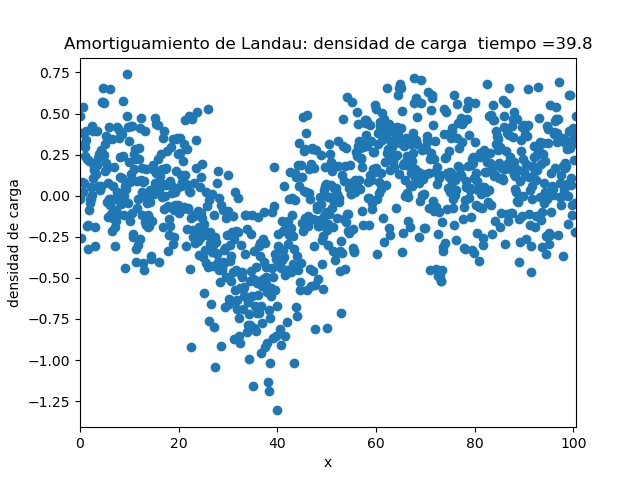 Amortiguamiento de Landau: densidad de carga  tiempo =39.8
0.75
0.50
0.25
0.00
−0.25
−0.50
−0.75
−1.00
−1.25
densidad de carga
0 20 40 60 80 100
x